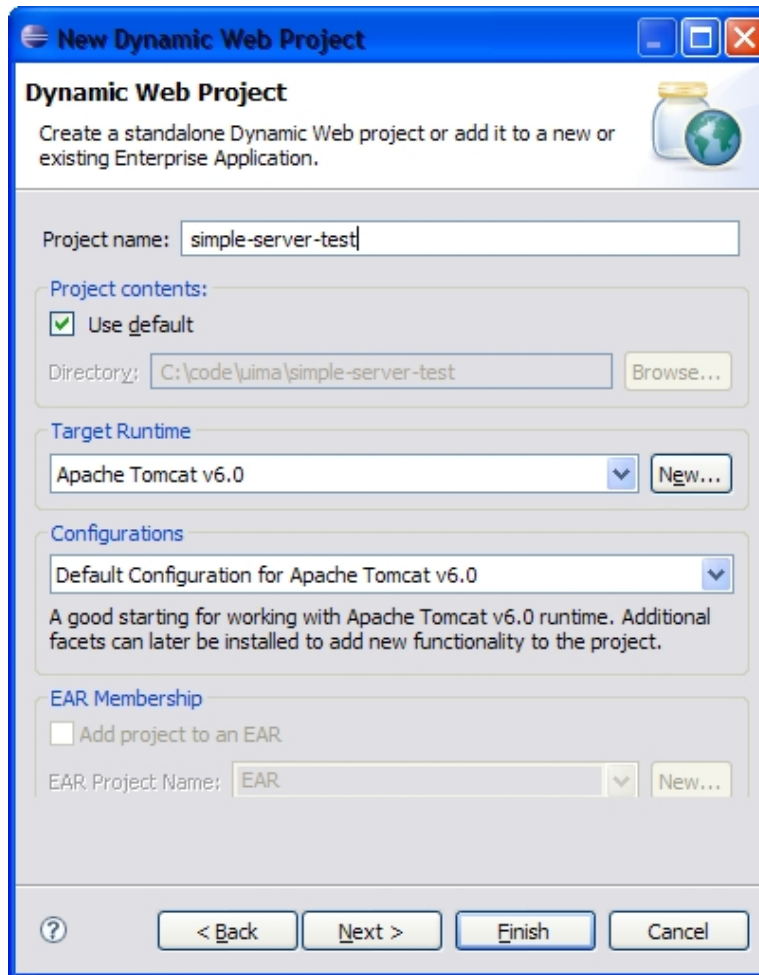 New Dynamic Web Project
Dynamic Web Project
Create a standalone Dynamic Web project or add it to a new or
existing Enterprise Application.
Project name: simple-server-test
Project contents:
Use default
Directory: C:\code\uima\simple-server-test Browse...
Target Runtime
Apache Tomcat v6.0 New...
Configurations
Default Configuration for Apache Tomcat v6.0
A good starting for working with Apache Tomcat v6.0 runtime. Additional
facets can later be installed to add new functionality to the project.
EAR Membership
Add project to an EAR
EAR Project Name: EAR New...
? < Back Next > Finish Cancel